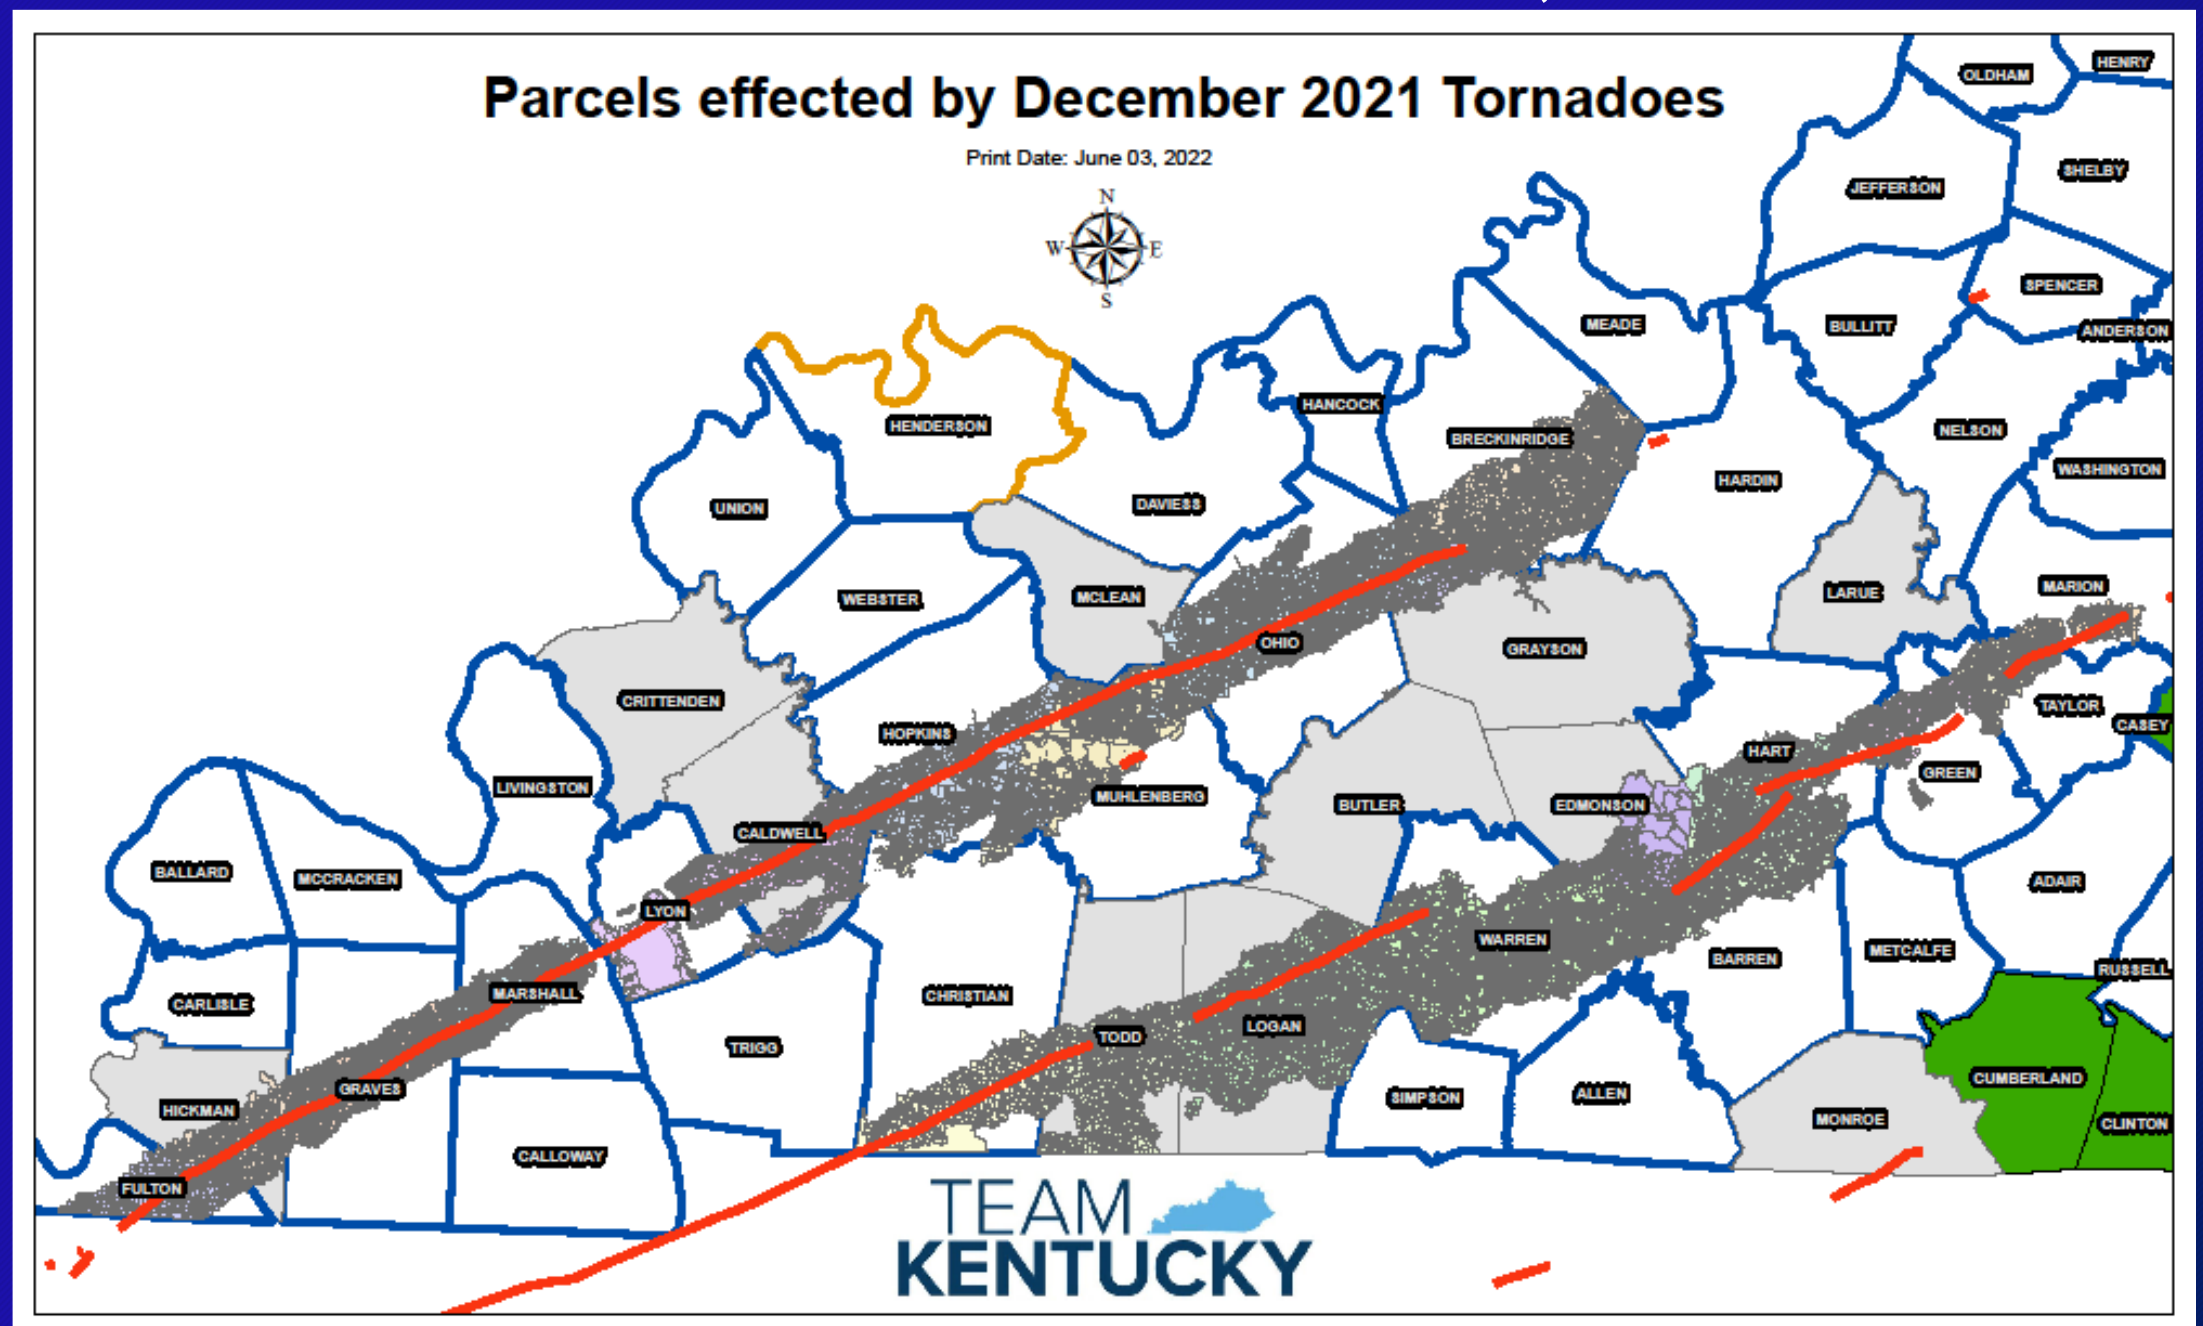 Parcels effected by December 2021 Tornadoes
Print Date: June 03, 2022
N
W E
S
OLDHAM
HENRY
SHELBY
JEFFERSON
SPENCER
MEADE
BULLITT
ANDERSON
HANCOCK
HENDERSON
BRECKINRIDGE
NELSON
WASHINGTON
HARDIN
DAVIESS
UNION
MARION
LARUE
MCLEAN
WEBSTER
OHIO
GRAYSON
CRITTENDEN
TAYLOR
CASEY
HOPKINS
HART
GREEN
LIVINGSTON
MUHLENBERG
BUTLER
EDMONSON
CALDWELL
BALLARD
MCCRACKEN
ADAIR
LYON
WARREN
METCALFE
BARREN
RUSSELL
MARSHALL
CHRISTIAN
CARLISLE
LOGAN
TODD
TRIGG
CUMBERLAND
GRAVES
ALLEN
SIMPSON
HICKMAN
MONROE
CLINTON
CALLOWAY
FULTON
TEAM
KENTUCKY